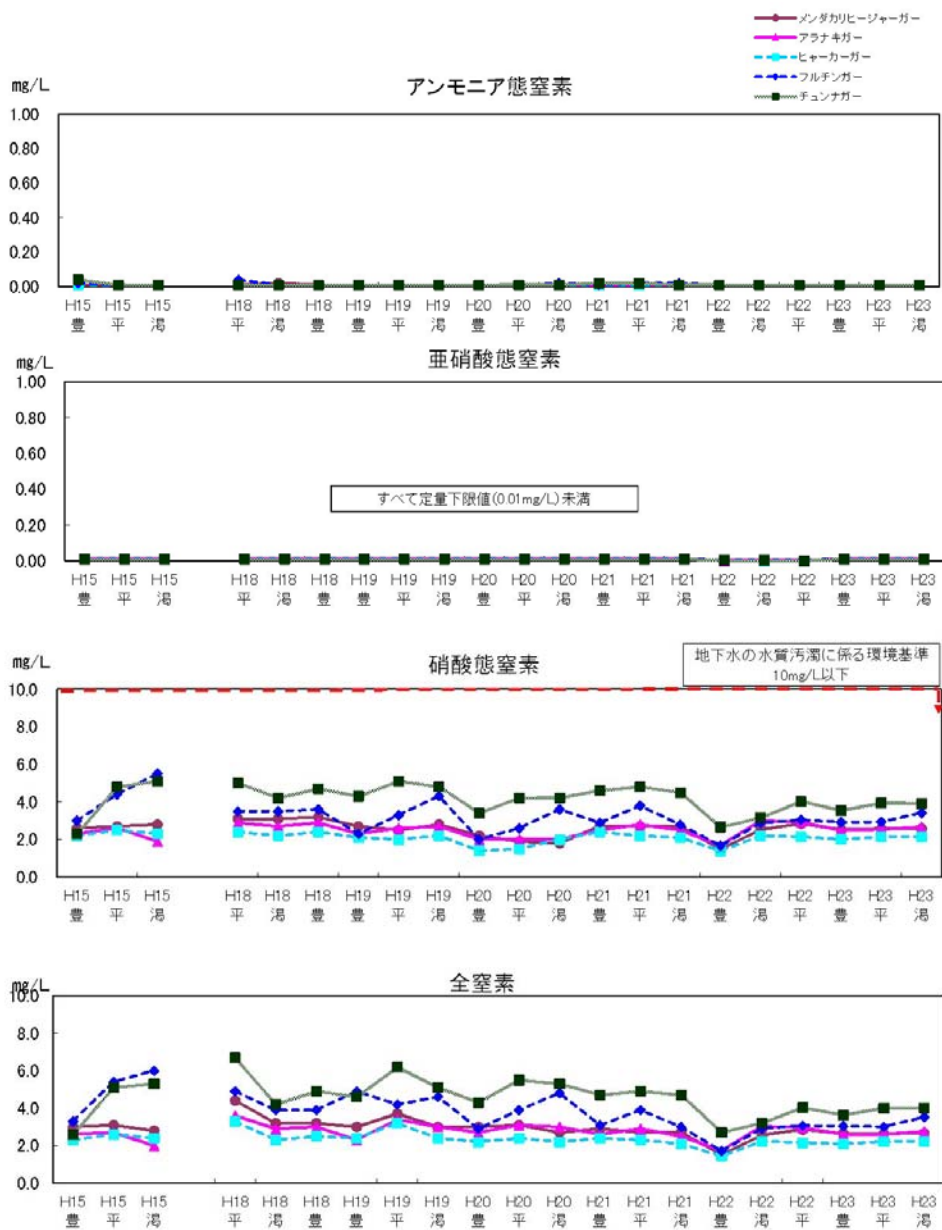 メンダカリヒージャーガー
アラナキガー
ヒャーカーガー
フルチンガー
チュンナガー
mg/L
アンモニア態窒素
1.00
0.80
0.60
0.40
0.20
0.00
H15 H15 H15 H18 H18 H18 H19 H19 H19 H20 H20 H20 H21 H21 H21 H22 H22 H22 H23 H23 H23
豊 平 渇 平 渇 豊 豊 平 渇 豊 平 渇 豊 平 渇 豊 渇 平 豊 平 渇
mg/L
亜硝酸態窒素
1.00
0.80
0.60
0.40
すべて定量下限値(0.01mg/L)未満
0.20
0.00
H15 H15 H15 H18 H18 H18 H19 H19 H19 H20 H20 H20 H21 H21 H21 H22 H22 H22 H23 H23 H23
豊 平 渇 平 渇 豊 豊 平 渇 豊 平 渇 豊 平 渇 豊 渇 平 豊 平 渇
mg/L
硝酸態窒素
地下水の水質汚濁に係る環境基準
10mg/L以下
10.0
8.0
6.0
4.0
2.0
0.0
H15 H15 H15 H18 H18 H18 H19 H19 H19 H20 H20 H20 H21 H21 H21 H22 H22 H22 H23 H23 H23
豊 平 渇 平 渇 豊 豊 平 渇 豊 平 渇 豊 平 渇 豊 渇 平 豊 平 渇
mg/L
全窒素
10.0
8.0
6.0
4.0
2.0
0.0
H15 H15 H15 H18 H18 H18 H19 H19 H19 H20 H20 H20 H21 H21 H21 H22 H22 H22 H23 H23 H23
豊 平 渇 平 渇 豊 豊 平 渇 豊 平 渇 豊 平 渇 豊 渇 平 豊 平 渇